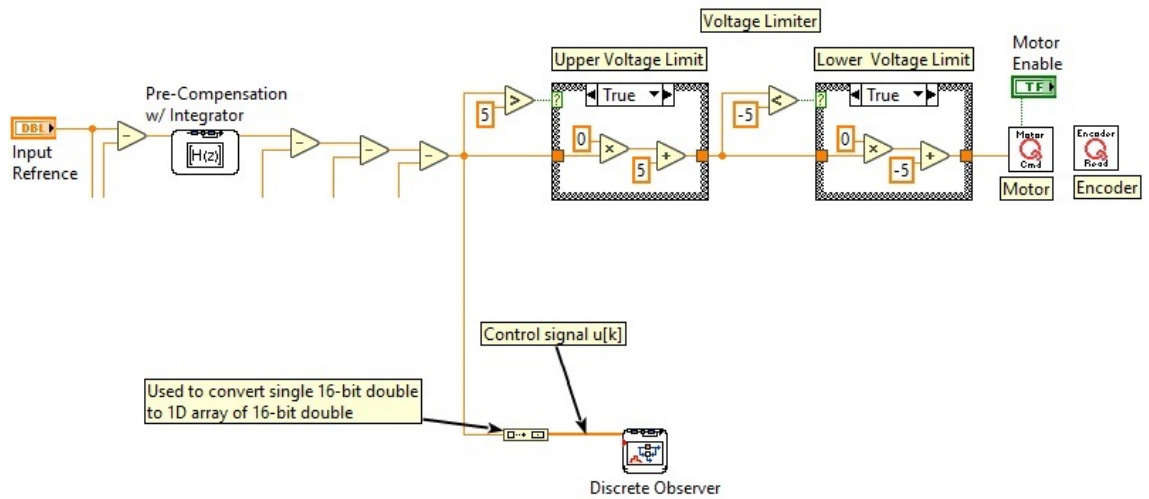 Voltage Limiter
Upper Voltage Limit
Lower Voltage Limit
Motor
Enable
TF
Pre-Compensation
w/ Integrator
DBL
Input
Refrence
H(z)
-
-
-
-
>
5
?
True
0
×
5
+
<
-5
?
True
0
×
-5
+
Motor
Cmd
Motor
Encoder
Read
Encoder
Control signal u[k]
Used to convert single 16-bit double
to 1D array of 16-bit double
Discrete Observer